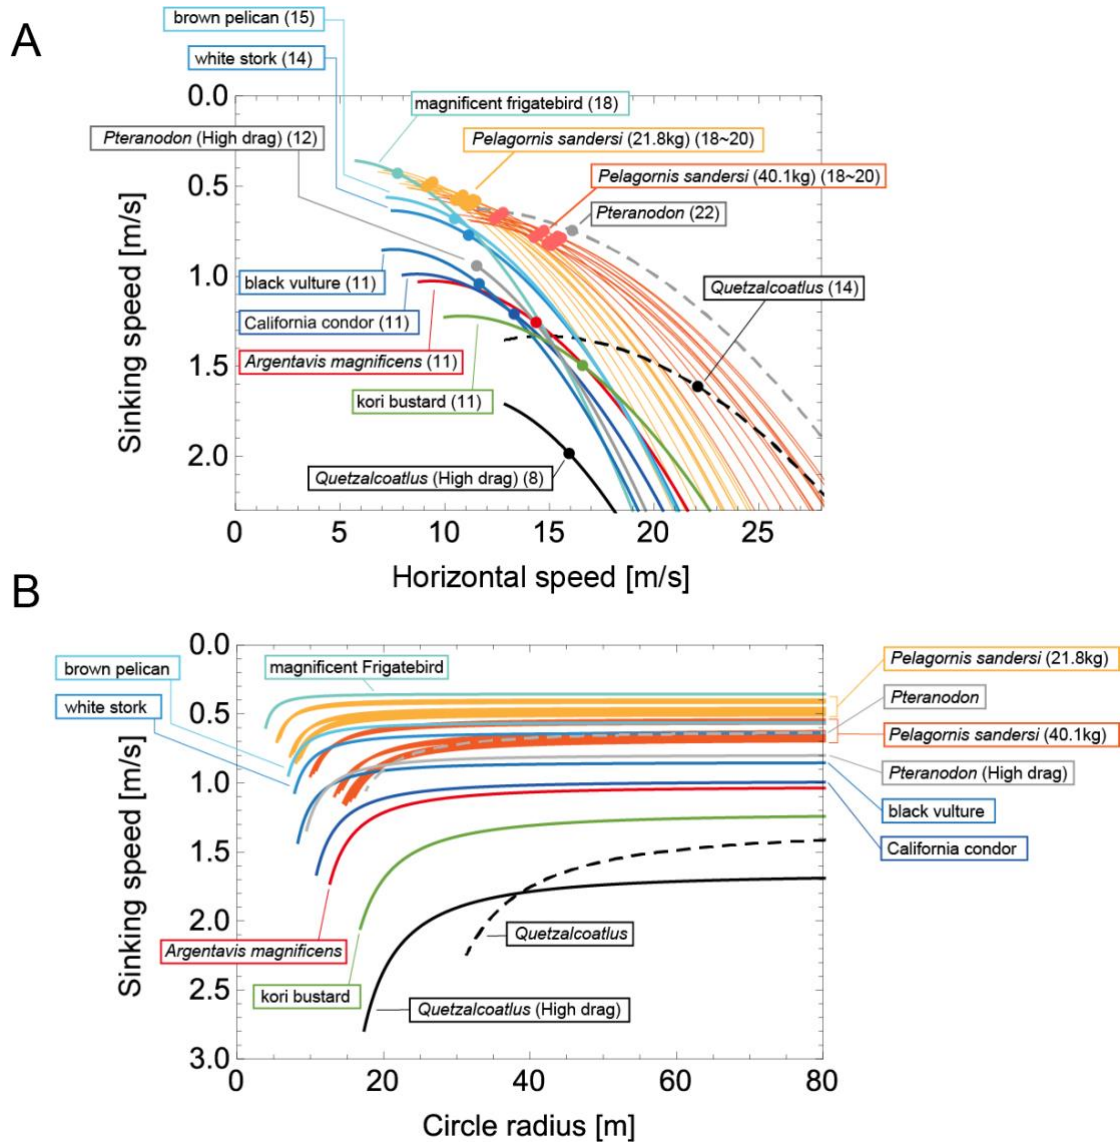 A
brown pelican (15)
white stork (14)
magnificent frigatebird (18)
Pteranodon (High drag) (12)
Pelagornis sandersi (21.8kg) (18~20)
Pelagornis sandersi (40.1kg) (18~20)
Pteranodon (22)
black vulture (11)
Quetzalcoatlus (14)
California condor (11)
Argentavis magnificens (11)
kori bustard (11)
Quetzalcoatlus (High drag) (8)
Sinking speed [m/s]
0.0
0.5
1.0
1.5
2.0
0 5 10 15 20 25
Horizontal speed [m/s]
B
brown pelican
magnificent Frigatebird
white stork
Pelagornis sandersi (21.8kg)
Pteranodon
Pelagornis sandersi (40.1kg)
Pteranodon (High drag)
black vulture
California condor
Argentavis magnificens
Quetzalcoatlus
kori bustard
Quetzalcoatlus (High drag)
Sinking speed [m/s]
0.0
0.5
1.0
1.5
2.0
2.5
3.0
0 20 40 60 80
Circle radius [m]